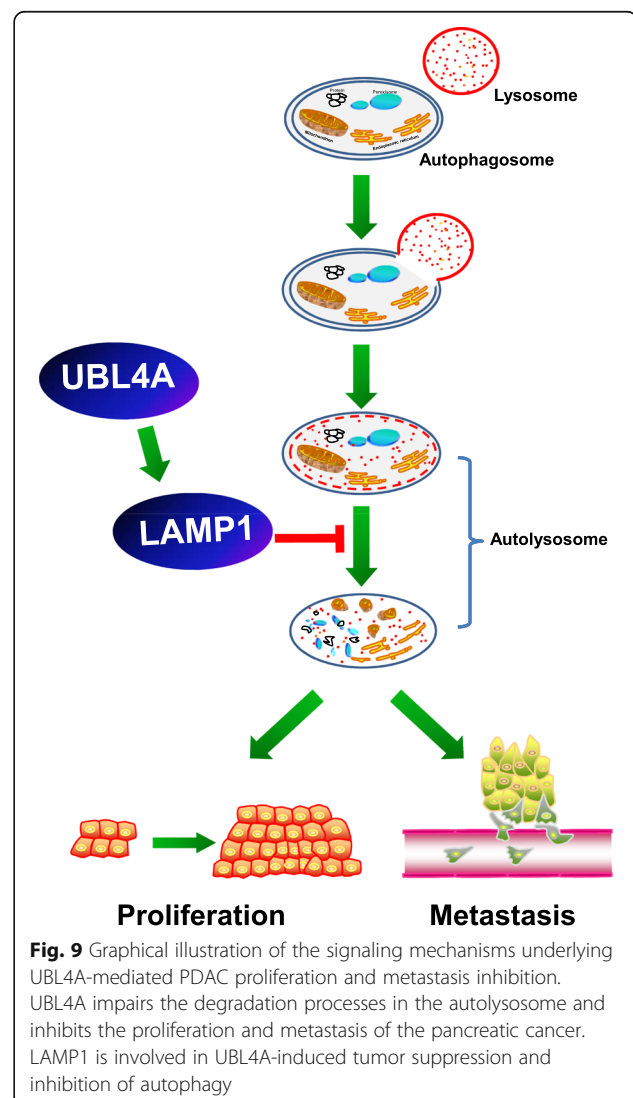 Lysosome
Protein
Peroxisome
Mitochondrion
Endoplasmic reticulum
Autophagosome
UBL4A
LAMP1
Autolysosome
Proliferation
Metastasis
Fig. 9 Graphical illustration of the signaling mechanisms underlying
UBL4A-mediated PDAC proliferation and metastasis inhibition.
UBL4A impairs the degradation processes in the autolysosome and
inhibits the proliferation and metastasis of the pancreatic cancer.
LAMP1 is involved in UBL4A-induced tumor suppression and
inhibition of autophagy